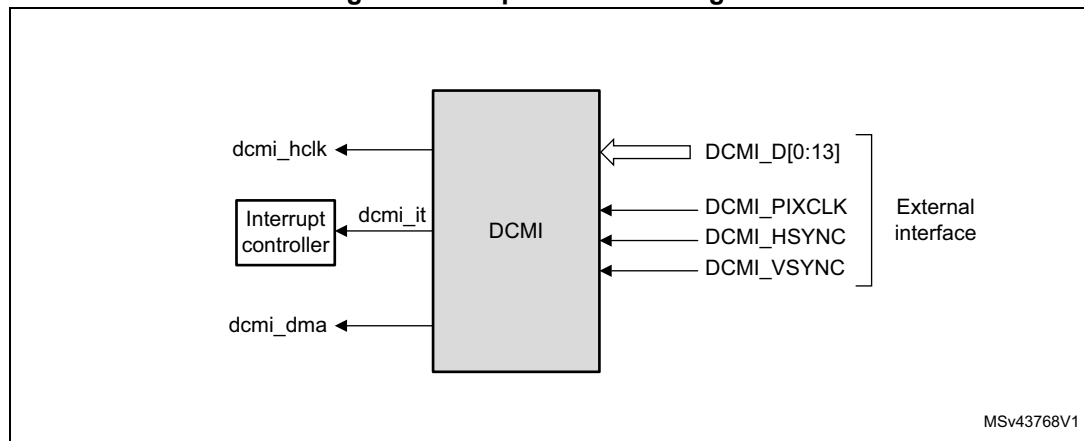 dcmi_hclk
Interrupt
controller
dcmi_it
dcmi_dma
DCMI
DCMI_D[0:13]
DCMI_PIXCLK
DCMI_HSYNC
DCMI_VSYNC
External
interface
MSv43768V1